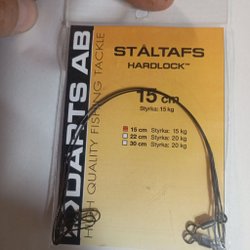 DARTS AB
HIGH QUALITY FISHING TACKLE
STÅLTAFS
HARDLOCK™
15 cm
Styrka: 15 kg
15 cm Styrka: 15 kg
22 cm Styrka: 20 kg
30 cm Styrka: 20 kg